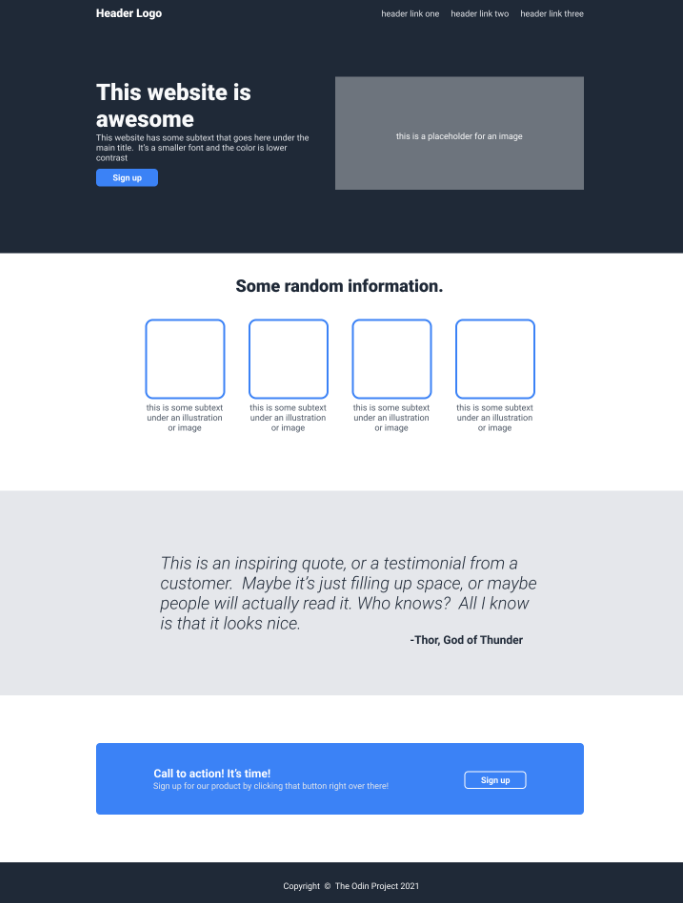 Header Logo
header link one header link two header link three
This website is
awesome
This website has some subtext that goes here under the
main title.  It's a smaller font and the color is lower
contrast
Sign up
this is a placeholder for an image
Some random information.
this is some subtext
under an illustration
or image
this is some subtext
under an illustration
or image
this is some subtext
under an illustration
or image
this is some subtext
under an illustration
or image
This is an inspiring quote, or a testimonial from a
customer.  Maybe it's just filling up space, or maybe
people will actually read it. Who knows?  All I know
is that it looks nice.
-Thor, God of Thunder
Call to action! It's time!
Sign up for our product by clicking that button right over there!
Sign up
Copyright © The Odin Project 2021